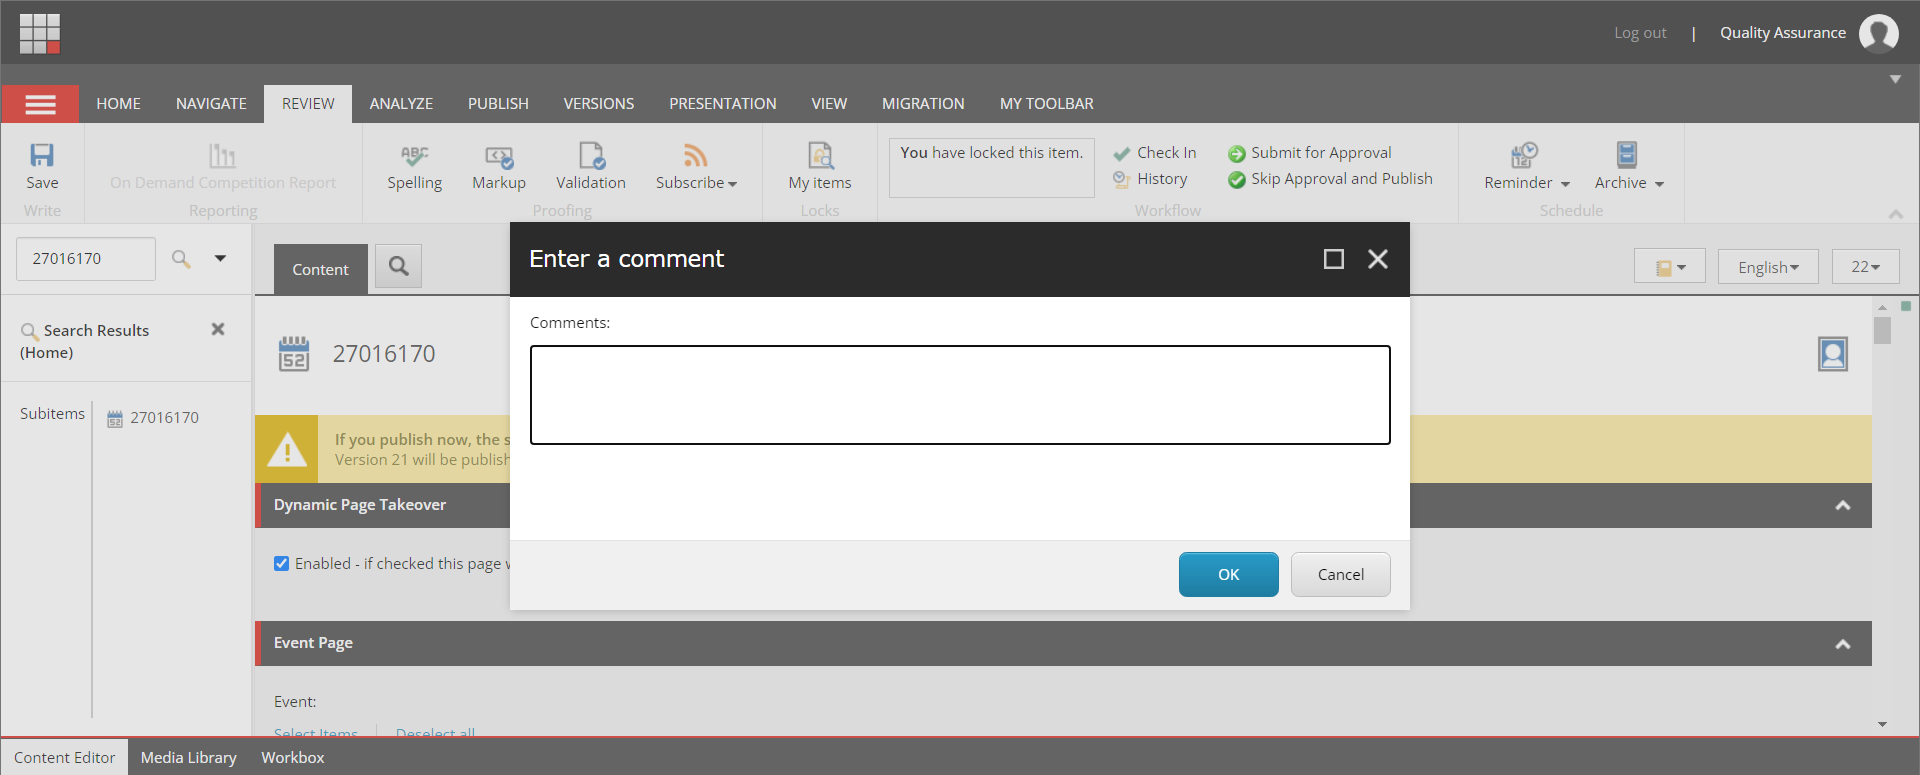 Log out | Quality Assurance
HOME NAVIGATE REVIEW ANALYZE PUBLISH VERSIONS PRESENTATION VIEW MIGRATION MY TOOLBAR
Save
Write
On Demand Competition Report
Reporting
ABC
Spelling
Markup
Validation
Subscribe
Proofing
My items
Locks
You have locked this item.
Check In
History
Submit for Approval
Skip Approval and Publish
Workflow
12
Reminder
Archive
Schedule
27016170
Search Results
(Home)
Subitems
52
27016170
Content
English
22
52
27016170
If you publish now, the s
Version 21 will be publish
Dynamic Page Takeover
Enabled - if checked this page w
Event Page
Event:
Select Items
Deselect all
Enter a comment
Comments:
OK
Cancel
Content Editor
Media Library
Workbox